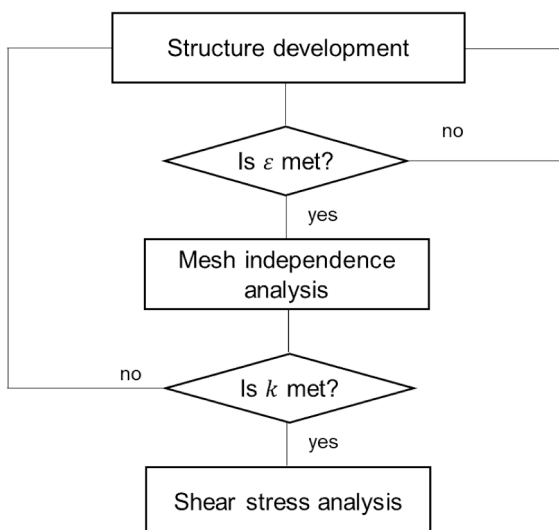 Structure development
Is ε met?
no
yes
Mesh independence
analysis
no
Is k met?
yes
Shear stress analysis